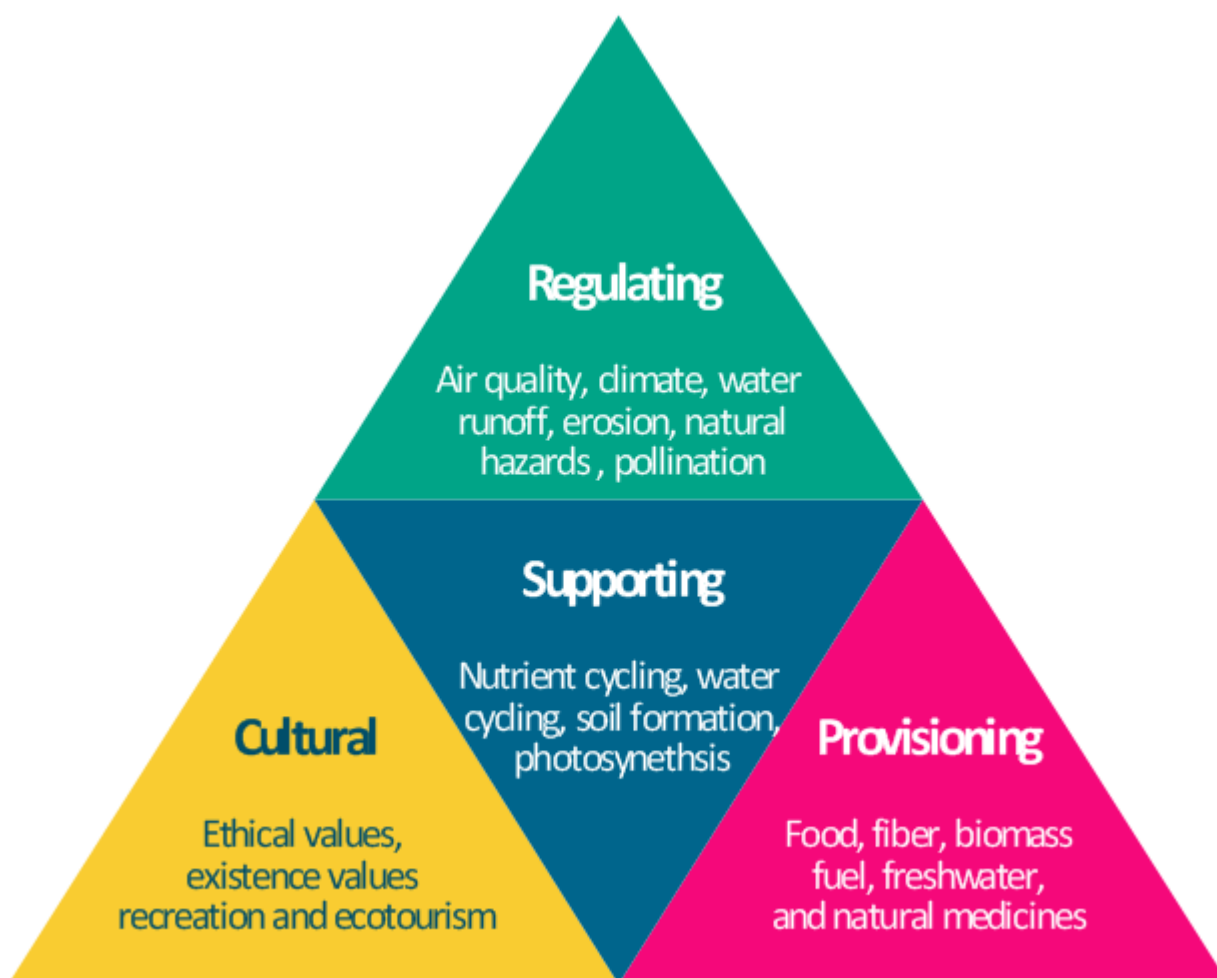 Regulating
Air quality, climate, water
runoff, erosion, natural
hazards , pollination
Supporting
Nutrient cycling, water
cycling, soil formation,
photosynethsis
Cultural
Ethical values,
existence values
recreation and ecotourism
Provisioning
Food, fiber, biomass
fuel, freshwater,
and natural medicines